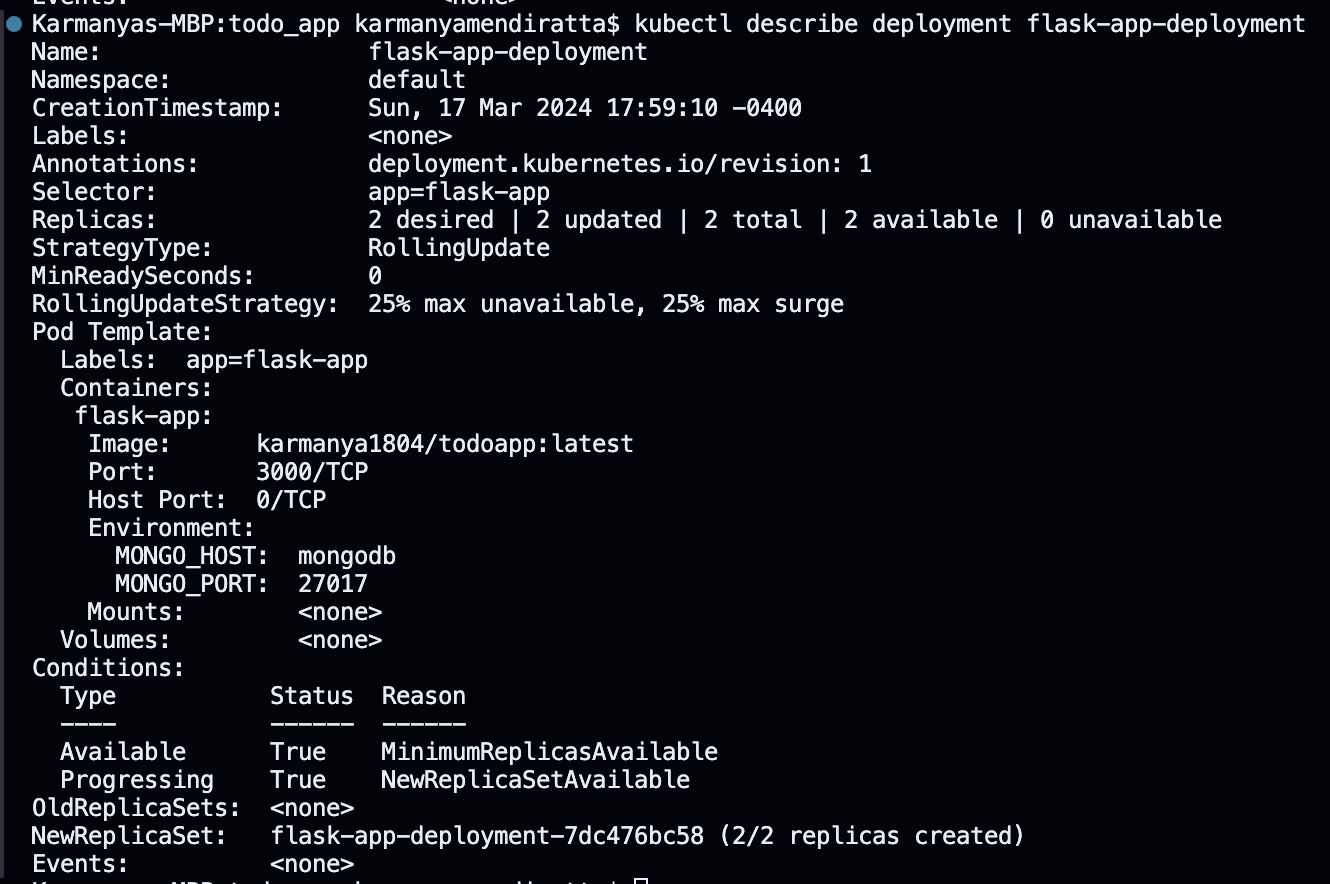 Events: <none>
Karmanyas-MBP:todo_app karmanyamendiratta$ kubectl describe deployment flask-app-deployment
Name:                   flask-app-deployment
Namespace:              default
CreationTimestamp:      Sun, 17 Mar 2024 17:59:10 -0400
Labels:                 <none>
Annotations:            deployment.kubernetes.io/revision: 1
Selector:               app=flask-app
Replicas:               2 desired | 2 updated | 2 total | 2 available | 0 unavailable
StrategyType:           RollingUpdate
MinReadySeconds:        0
RollingUpdateStrategy:  25% max unavailable, 25% max surge
Pod Template:
  Labels:  app=flask-app
  Containers:
   flask-app:
    Image:      karmanya1804/todoapp:latest
    Port:       3000/TCP
    Host Port:  0/TCP
    Environment:
      MONGO_HOST:  mongodb
      MONGO_PORT:  27017
    Mounts:        <none>
  Volumes:         <none>
Conditions:
  Type           Status  Reason
  ----           ------  ------
  Available      True    MinimumReplicasAvailable
  Progressing    True    NewReplicaSetAvailable
OldReplicaSets:  <none>
NewReplicaSet:   flask-app-deployment-7dc476bc58 (2/2 replicas created)
Events:          <none>